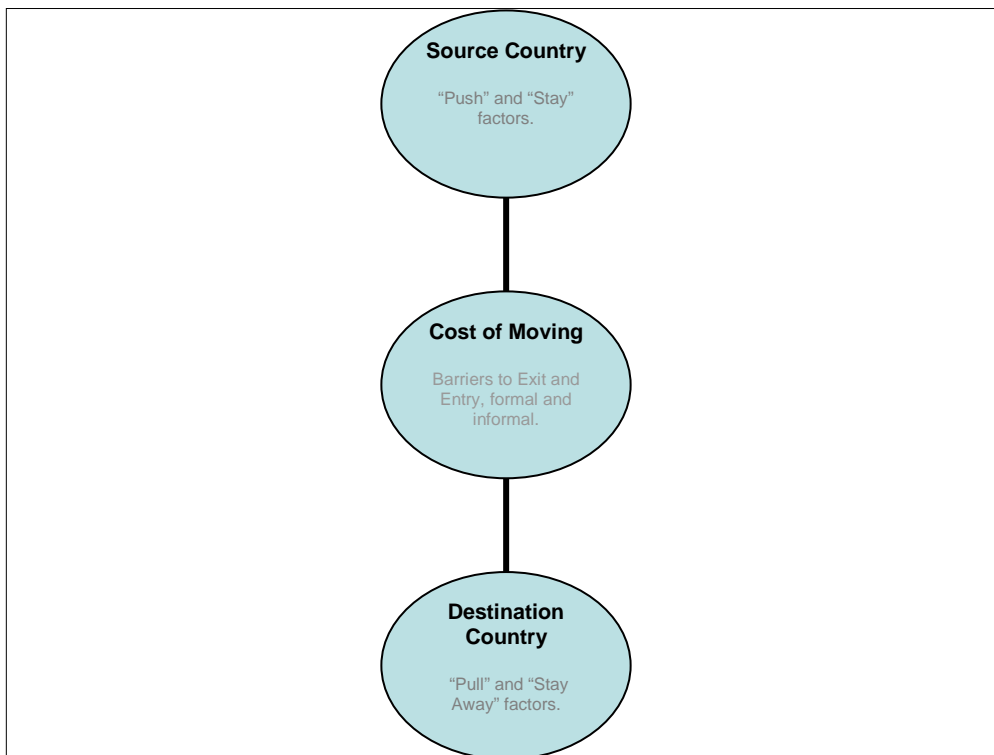 Source Country
“Push” and “Stay”
factors.
Cost of Moving
Barriers to Exit and
Entry, formal and
informal.
Destination
Country
“Pull” and “Stay
Away” factors.